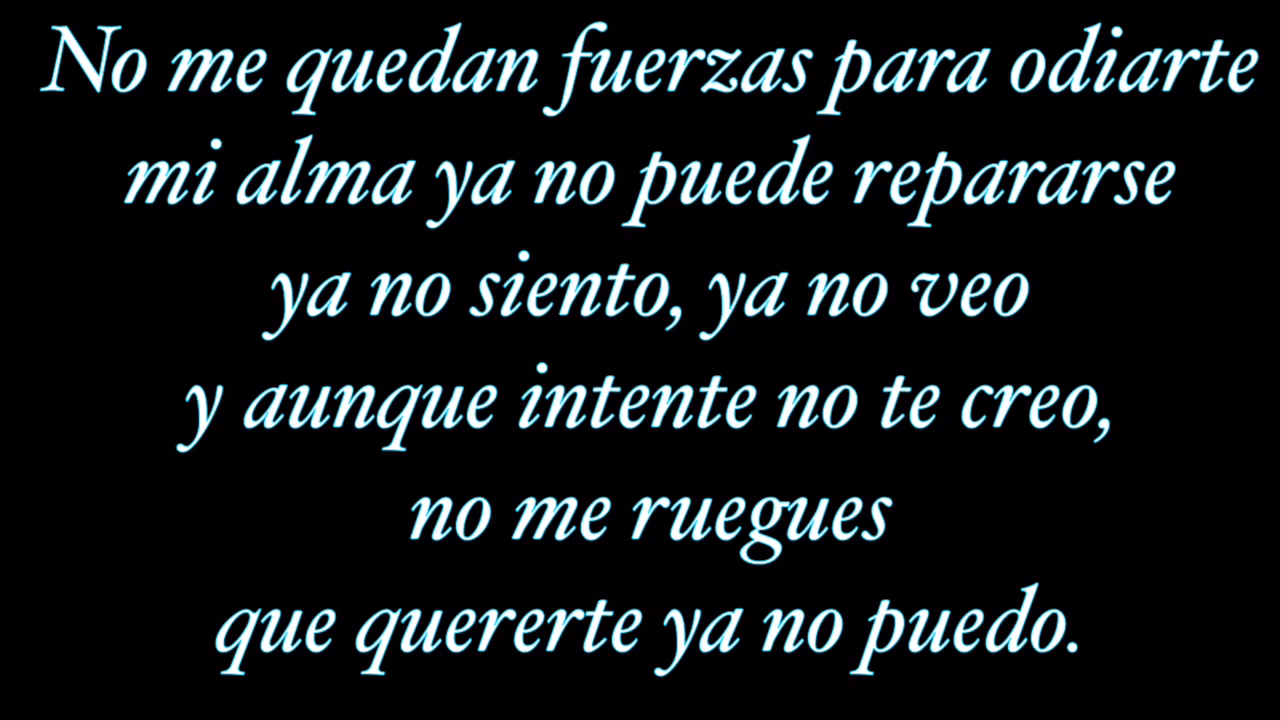 No me quedan fuerzas para odiarte
mi alma ya no puede repararse
ya no siento, ya no veo
y aunque intente no te creo,
no me ruegues
que quererte ya no puedo.